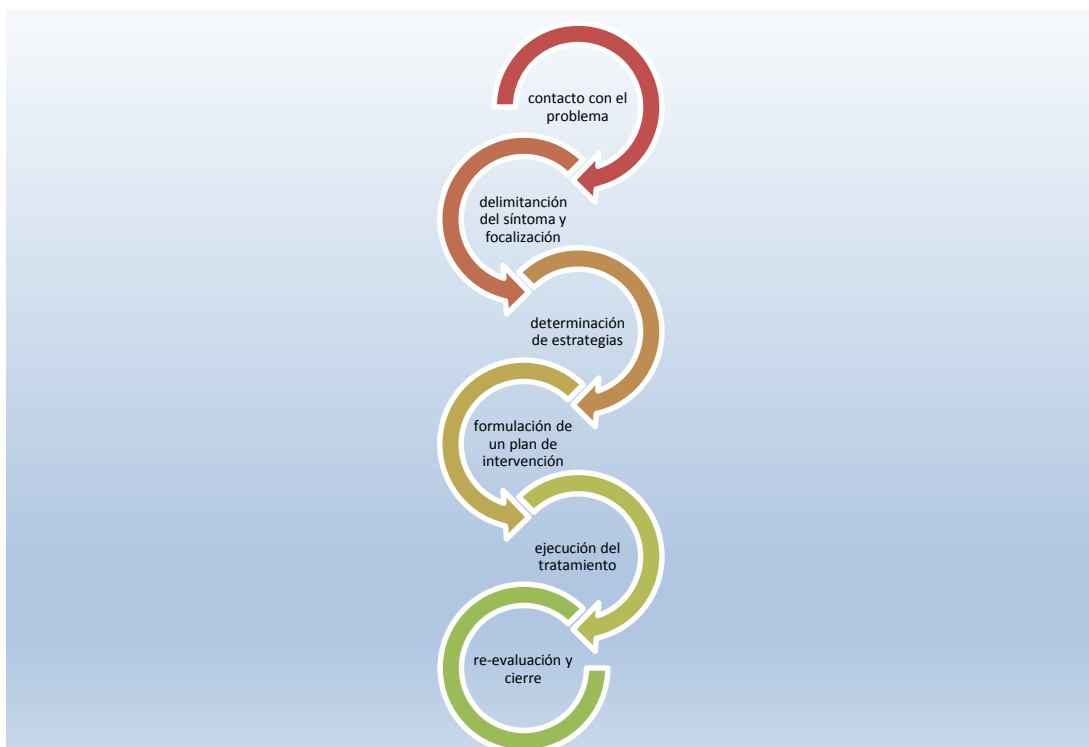 contacto con el
problema
delimitanción
del síntoma y
focalización
determinación
de estrategias
formulación de
un plan de
intervención
ejecución del
tratamiento
re-evaluación y
cierre